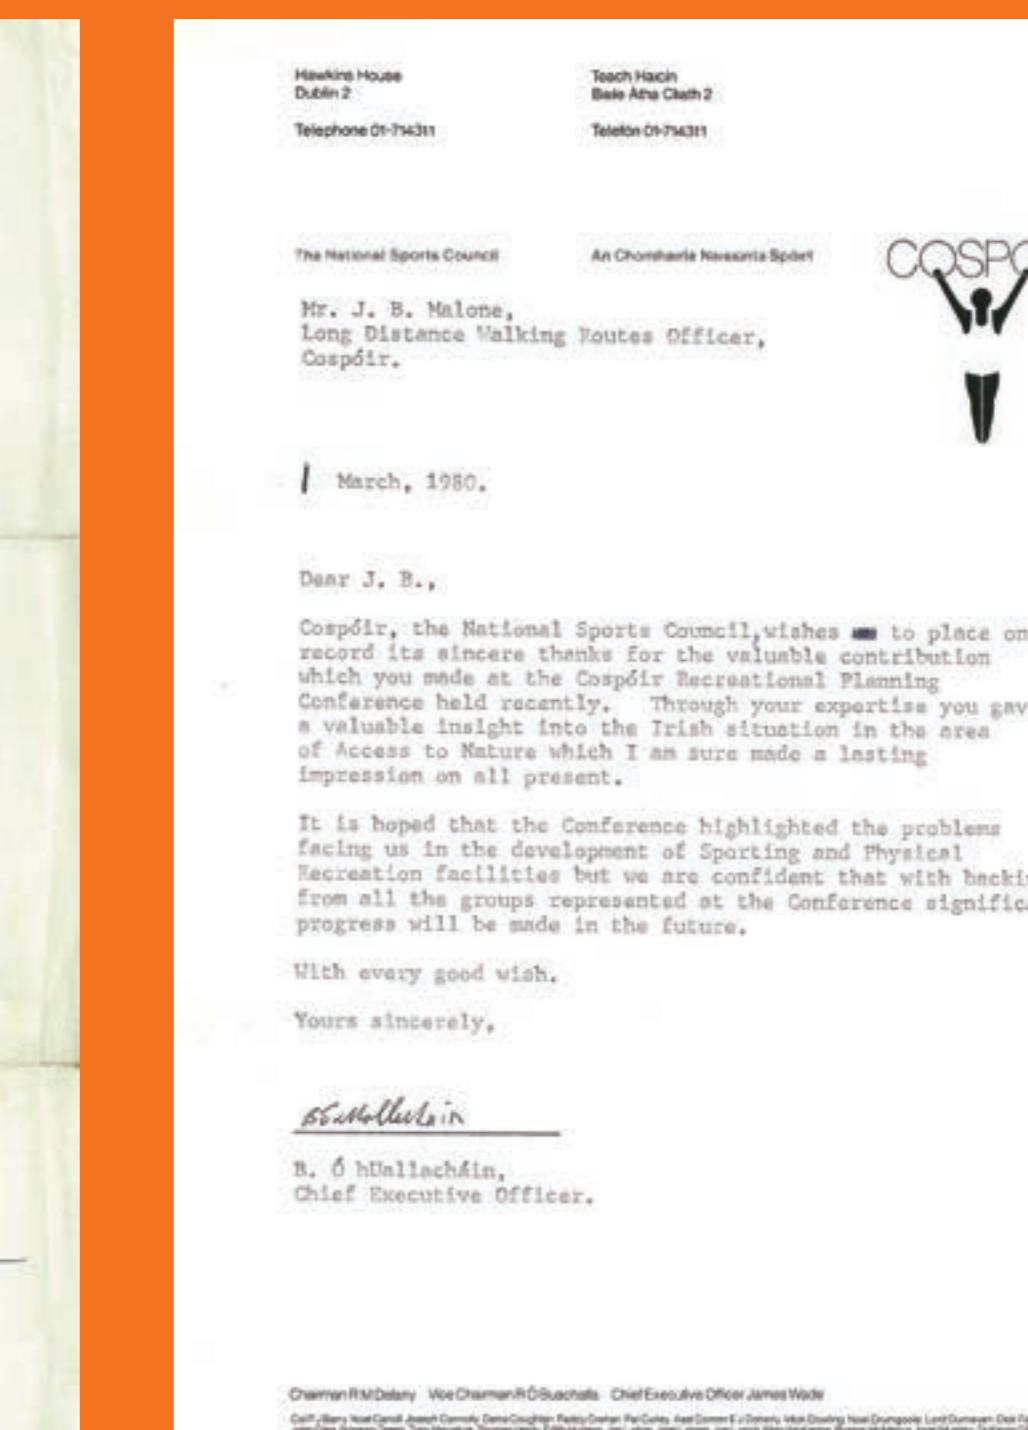 Hawkins House
Dublin 2
Telephone 01-714311
Teach Haicín
Baile Átha Cliath 2
Telefón 01-714311
The National Sports Council
An Chomhairle Náisiúnta Spóirt
COSPÓ
Mr. J. B. Malone,
Long Distance Walking Routes Officer,
Cospóir.
1 March, 1980.
Dear J. B.,
Cospóir, the National Sports Council, wishes to place on
record its sincere thanks for the valuable contribution
which you made at the Cospóir Recreational Planning
Conference held recently. Through your expertise you gav
a valuable insight into the Irish situation in the area
of Access to Nature which I am sure made a lasting
impression on all present.
It is hoped that the Conference highlighted the problems
facing us in the development of Sporting and Physical
Recreation facilities but we are confident that with backi
from all the groups represented at the Conference signific
progress will be made in the future.
With every good wish.
Yours sincerely,
B. Ó hUallacháin,
Chief Executive Officer.
Chairman R M Delany Vice Chairman R Ó Buachalla Chief Executive Officer James Wade